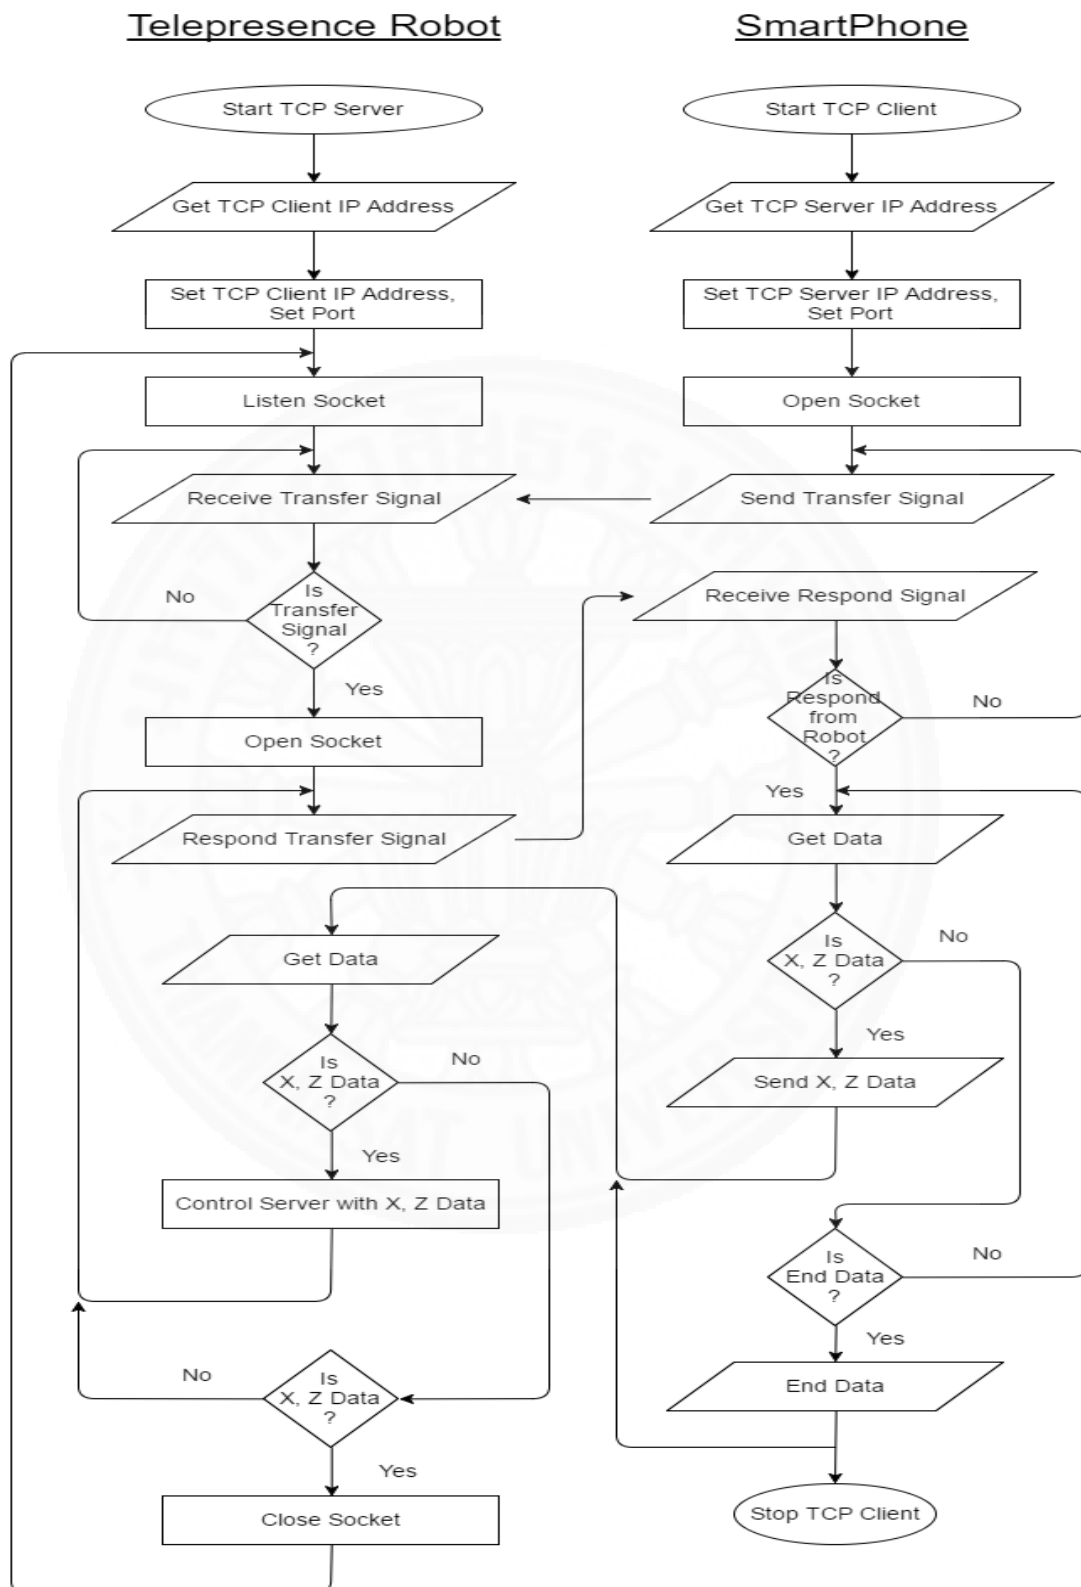 Telepresence Robot
SmartPhone
Start TCP Server
Start TCP Client
Get TCP Client IP Address
Get TCP Server IP Address
Set TCP Client IP Address,
Set Port
Set TCP Server IP Address,
Set Port
Listen Socket
Open Socket
Receive Transfer Signal
Send Transfer Signal
Is
Transfer
Signal
?
No
Yes
Receive Respond Signal
Is
Respond
from
Robot
?
No
Yes
Open Socket
Respond Transfer Signal
Get Data
Get Data
Is
X, Z Data
?
No
Yes
Send X, Z Data
Is
X, Z Data
?
No
Yes
Control Server with X, Z Data
Is
End Data
?
No
Yes
End Data
Is
X, Z Data
?
No
Yes
Close Socket
Stop TCP Client